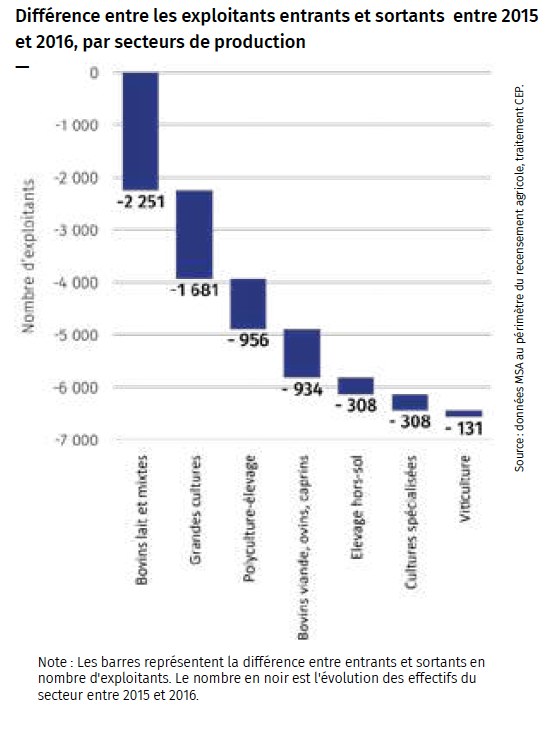 Différence entre les exploitants entrants et sortants entre 2015
et 2016, par secteurs de production
Nombre d'exploitants
0
-1 000
-2 000
-3 000
-4 000
-5 000
-6 000
-7 000
-2 251
-1 681
- 956
- 934
- 308
- 308
- 131
Bovins lait et mixtes
Grandes cultures
Polyculture-élevage
Bovins viande, ovins, caprins
Elevage hors-sol
Cultures spécialisées
Viticulture
Source : données MSA au périmètre du recensement agricole, traitement CEP.
Note : Les barres représentent la différence entre entrants et sortants en
nombre d'exploitants. Le nombre en noir est l'évolution des effectifs du
secteur entre 2015 et 2016.